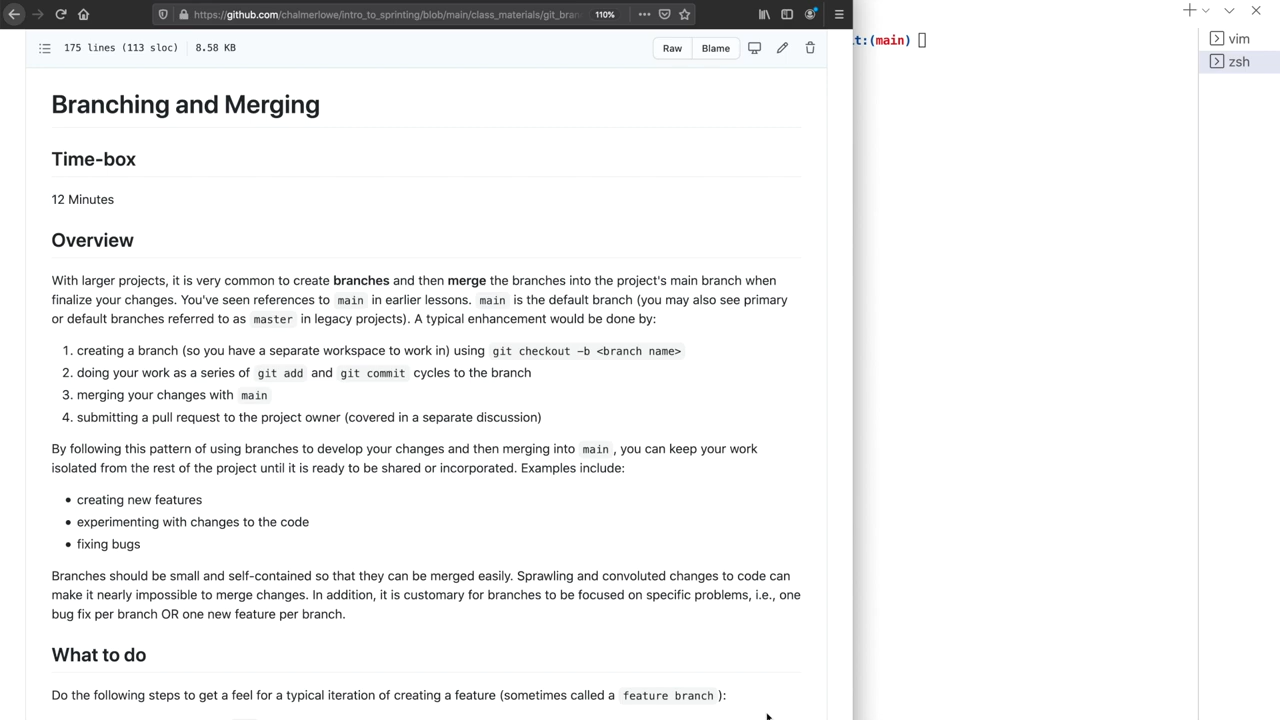 https://github.com/chalmerlowe/intro_to_sprinting/blob/main/class_materials/git_bran
110%
175 lines (113 sloc)
8.58 KB
Raw
Blame
t:(main)
vim
zsh
Branching and Merging
Time-box
12 Minutes
Overview
With larger projects, it is very common to create branches and then merge the branches into the project's main branch when
finalize your changes. You've seen references to main in earlier lessons. main is the default branch (you may also see primary
or default branches referred to as master in legacy projects). A typical enhancement would be done by:
1. creating a branch (so you have a separate workspace to work in) using git checkout -b <branch name>
2. doing your work as a series of git add and git commit cycles to the branch
3. merging your changes with main
4. submitting a pull request to the project owner (covered in a separate discussion)
By following this pattern of using branches to develop your changes and then merging into main , you can keep your work
isolated from the rest of the project until it is ready to be shared or incorporated. Examples include:
• creating new features
• experimenting with changes to the code
• fixing bugs
Branches should be small and self-contained so that they can be merged easily. Sprawling and convoluted changes to code can
make it nearly impossible to merge changes. In addition, it is customary for branches to be focused on specific problems, i.e., one
bug fix per branch OR one new feature per branch.
What to do
Do the following steps to get a feel for a typical iteration of creating a feature (sometimes called a feature branch ):